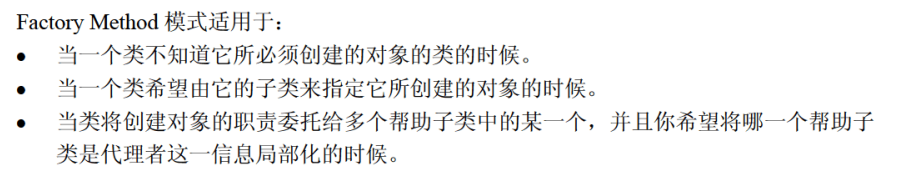 Factory Method 模式适用于：
• 当一个类不知道它所必须创建的对象的类的时候。
• 当一个类希望由它的子类来指定它所创建的对象的时候。
• 当类将创建对象的职责委托给多个帮助子类中的某一个，并且你希望将哪一个帮助子
类是代理者这一信息局部化的时候。